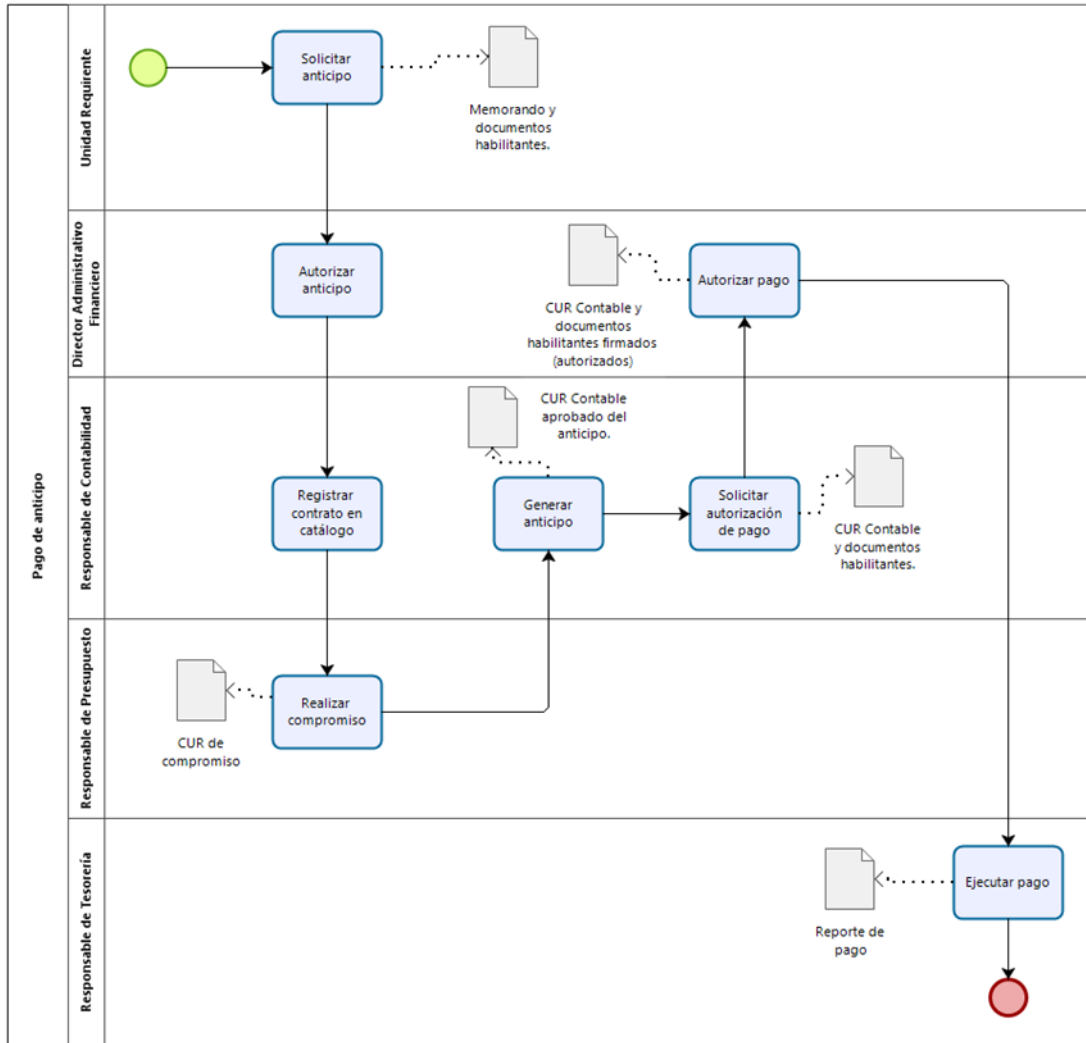 Pago de anticipo
Unidad Requirente
Solicitar
anticipo
Memorando y
documentos
habilitantes.
Director Administrativo
Financiero
Autorizar
anticipo
CUR Contable y
documentos
habilitantes firmados
(autorizados)
Autorizar pago
Responsable de Contabilidad
CUR Contable
aprobado del
anticipo.
Registrar
contrato en
catálogo
Generar
anticipo
Solicitar
autorización
de pago
CUR Contable
y documentos
habilitantes.
Responsable de Presupuesto
CUR de
compromiso
Realizar
compromiso
Responsable de Tesorería
Reporte de
pago
Ejecutar pago